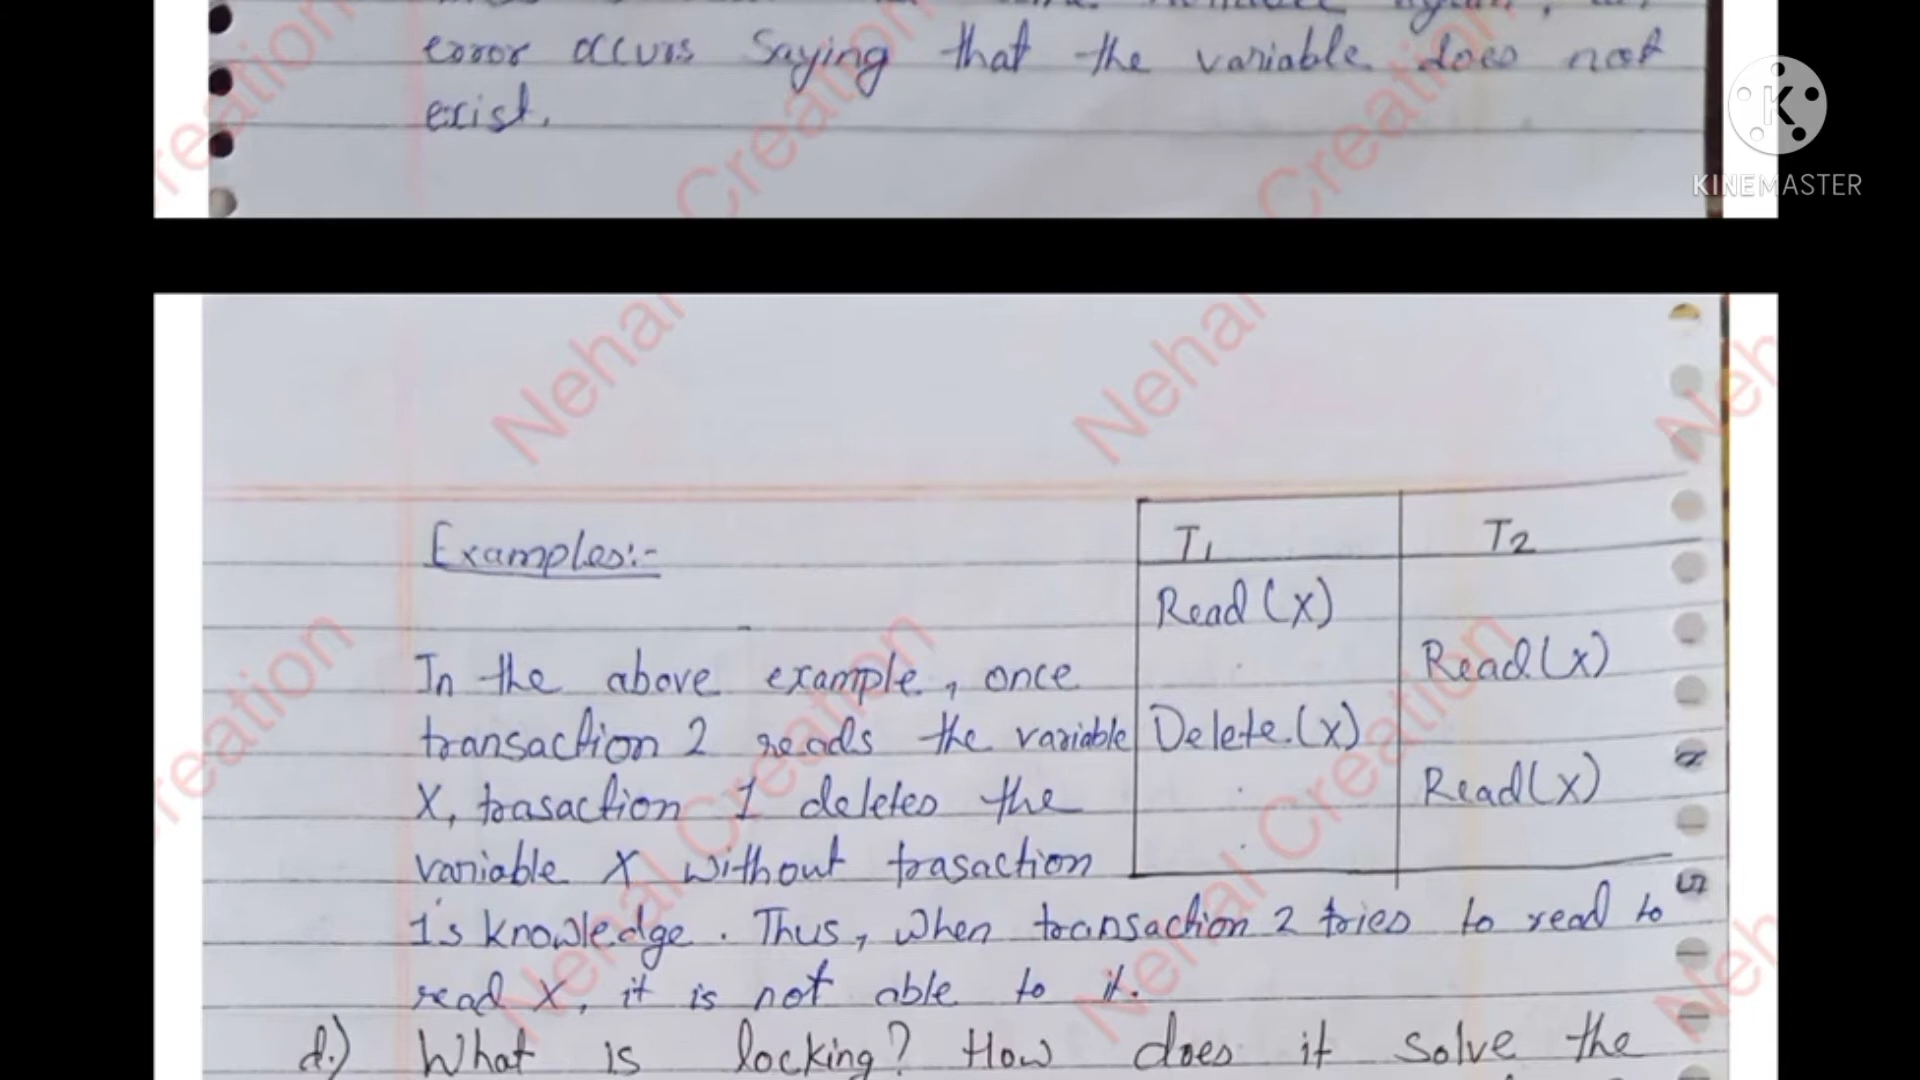 error occurs saying that the variable does not
exist.
KINEMASTER
Examples:-
T1 T2
Read (X)
Read (X)
Delete (X)
Read (X)
In the above example, once
transaction 2 reads the variable
X, trasaction 1 deletes the
variable X without trasaction
1's knowledge. Thus, when transaction 2 tries to read to
read X, it is not able to it.
d.) What is locking? How does it solve the
Nehal Creation